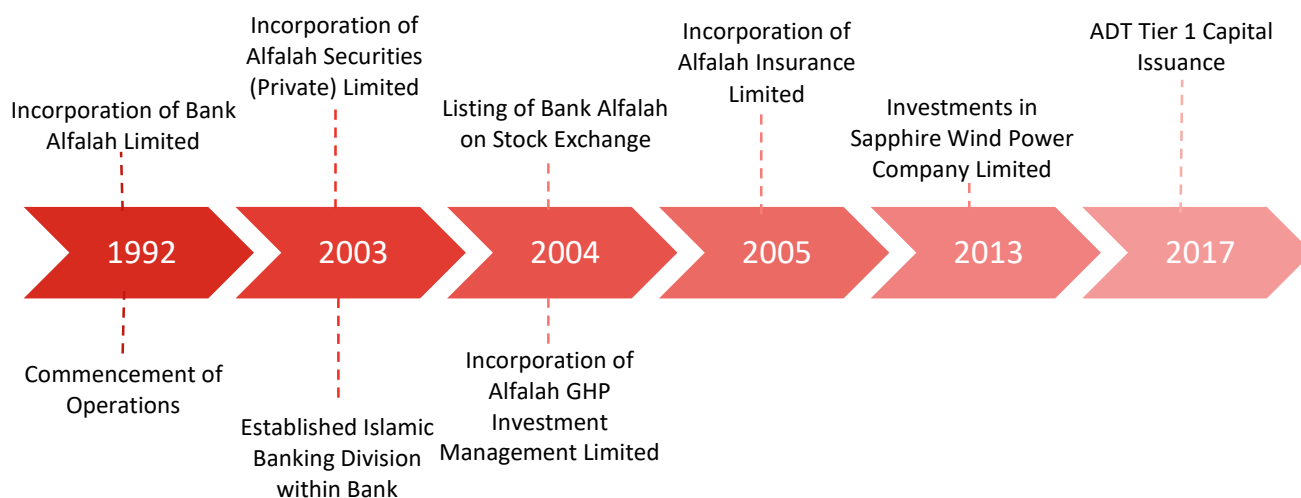 Incorporation of Bank
Alfalah Limited
Incorporation of
Alfalah Securities
(Private) Limited
Listing of Bank Alfalah
on Stock Exchange
Incorporation of
Alfalah Insurance
Limited
Investments in
Sapphire Wind Power
Company Limited
ADT Tier 1 Capital
Issuance
1992
2003
2004
2005
2013
2017
Commencement of
Operations
Established Islamic
Banking Division
within Bank
Incorporation of
Alfalah GHP
Investment
Management Limited